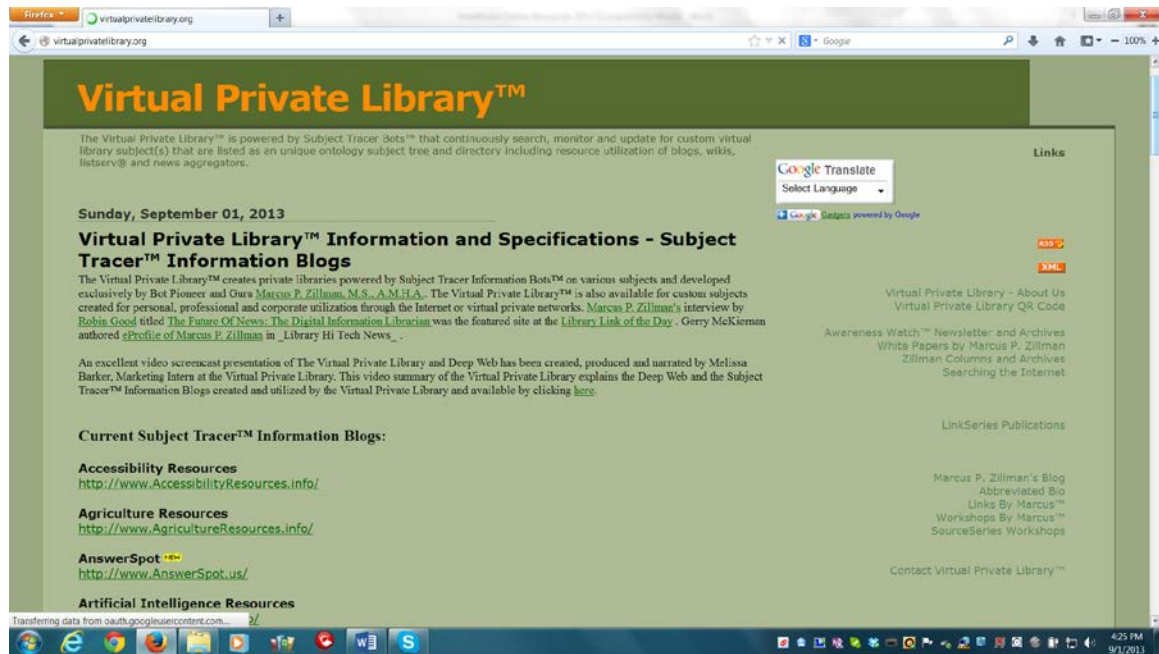 Firefox
virtualprivatelibrary.org
virtualprivatelibrary.org
Google
100%
Virtual Private Library™
The Virtual Private Library™ is powered by Subject Tracer Bots™ that continuously search, monitor and update for custom virtual
library subject(s) that are listed as an unique ontology subject tree and directory including resource utilization of blogs, wikis,
listserv® and news aggregators.
Links
Google Translate
Select Language
Google Gadgets powered by Google
Sunday, September 01, 2013
Virtual Private Library™ Information and Specifications - Subject
Tracer™ Information Blogs
The Virtual Private Library™ creates private libraries powered by Subject Tracer Information Bots™ on various subjects and developed
exclusively by Bot Pioneer and Guru Marcus P. Zillman, M.S., A.M.H.A.. The Virtual Private Library™ is also available for custom subjects
created for personal, professional and corporate utilization through the Internet or virtual private networks. Marcus P. Zillman's interview by
Robin Good titled The Future Of News: The Digital Information Librarian was the featured site at the Library Link of the Day . Gerry McKiernan
authored eProfile of Marcus P. Zillman in _Library Hi Tech News_ .
An excellent video screencast presentation of The Virtual Private Library and Deep Web has been created, produced and narrated by Melissa
Barker, Marketing Intern at the Virtual Private Library. This video summary of the Virtual Private Library explains the Deep Web and the Subject
Tracer™ Information Blogs created and utilized by the Virtual Private Library and available by clicking here.
Current Subject Tracer™ Information Blogs:
Accessibility Resources
http://www.AccessibilityResources.info/
Agriculture Resources
http://www.AgricultureResources.info/
AnswerSpot NEW
http://www.AnswerSpot.us/
Artificial Intelligence Resources
RSS
XML
Virtual Private Library - About Us
Virtual Private Library QR Code
Awareness Watch™ Newsletter and Archives
White Papers by Marcus P. Zillman
Zillman Columns and Archives
Searching the Internet
LinkSeries Publications
Marcus P. Zillman's Blog
Abbreviated Bio
Links By Marcus™
Workshops By Marcus™
SourceSeries Workshops
Contact Virtual Private Library™
Transferring data from oauth.googleusercontent.com...
4:25 PM
9/1/2013